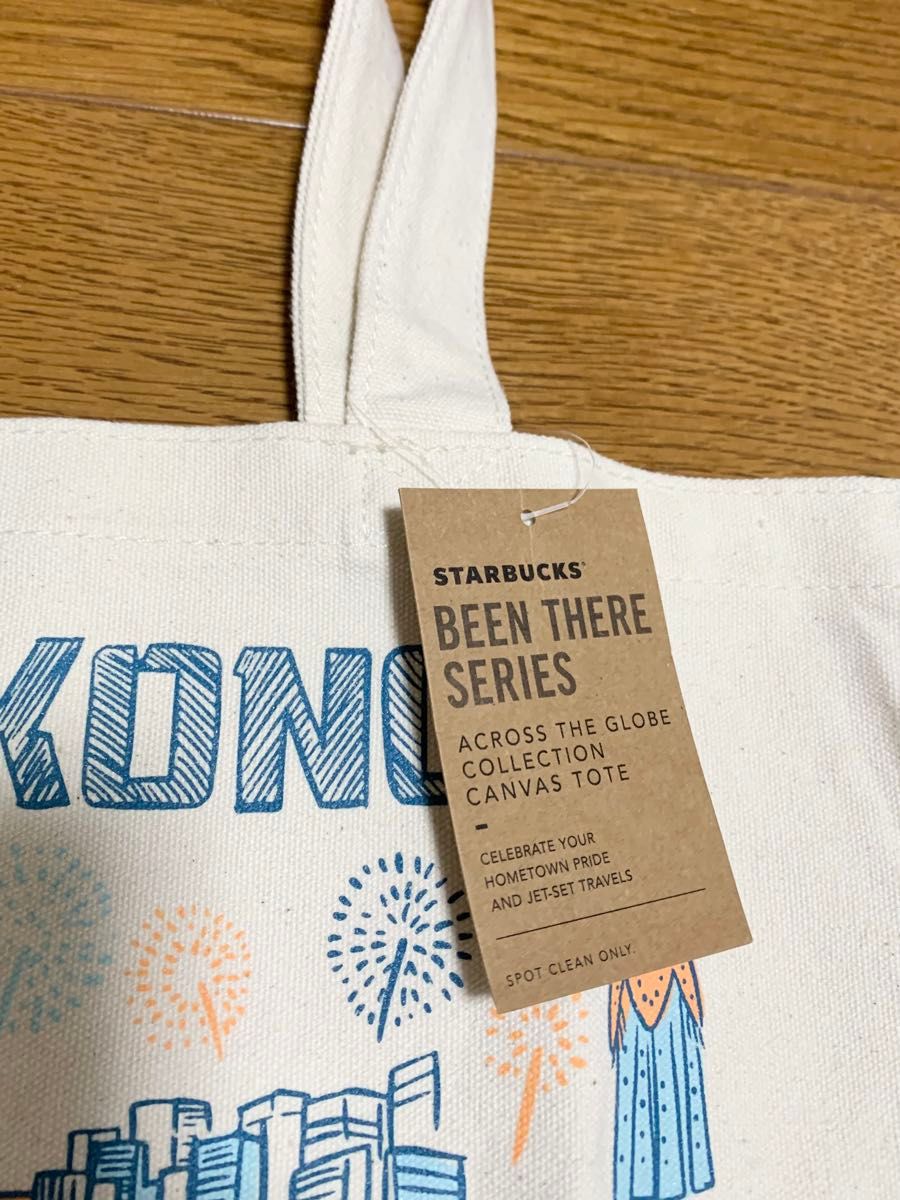 KONG
STARBUCKS®
BEEN THERE
SERIES
ACROSS THE GLOBE
COLLECTION
CANVAS TOTE
–
CELEBRATE YOUR
HOMETOWN PRIDE
AND JET-SET TRAVELS
SPOT CLEAN ONLY.